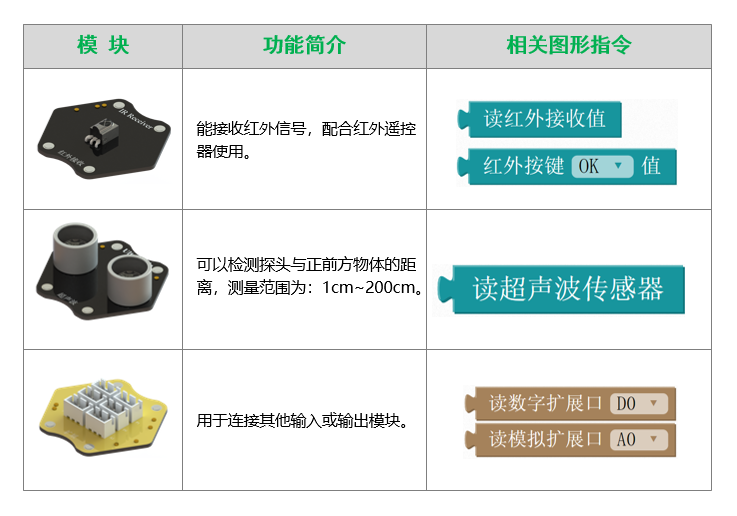 模 块
功能简介
相关图形指令
IR Receiver
红外接收
能接收红外信号，配合红外遥控
器使用。
读红外接收值
红外按键 OK 值
超声波
可以检测探头与正前方物体的距
离，测量范围为：1cm~200cm。
读超声波传感器
用于连接其他输入或输出模块。
读数字扩展口 D0
读模拟扩展口 A0